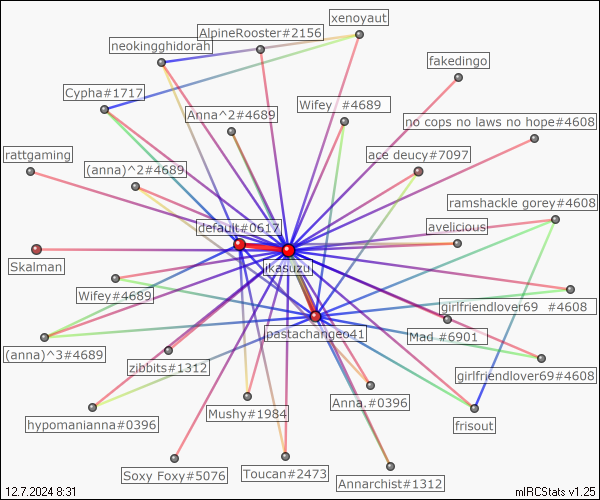 xenoyaut
AlpineRooster#2156
neokingghidorah
fakedingo
Cypha#1717
Wifey  #4689
Anna^2#4689
no cops no laws no hope#4608
rattgaming
ace deucy#7097
(anna)^2#4689
ramshackle gorey#4608
default#0617
avelicious
Skalman
ikasuzu
Wifey#4689
girlfriendlover69  #4608
pastachangeo41
Mad #6901
(anna)^3#4689
zibbits#1312
girlfriendlover69#4608
Anna.#0396
Mushy#1984
hypomanianna#0396
frisout
Soxy Foxy#5076
Toucan#2473
Annarchist#1312
12.7.2024 8:31
mIRCStats v1.25